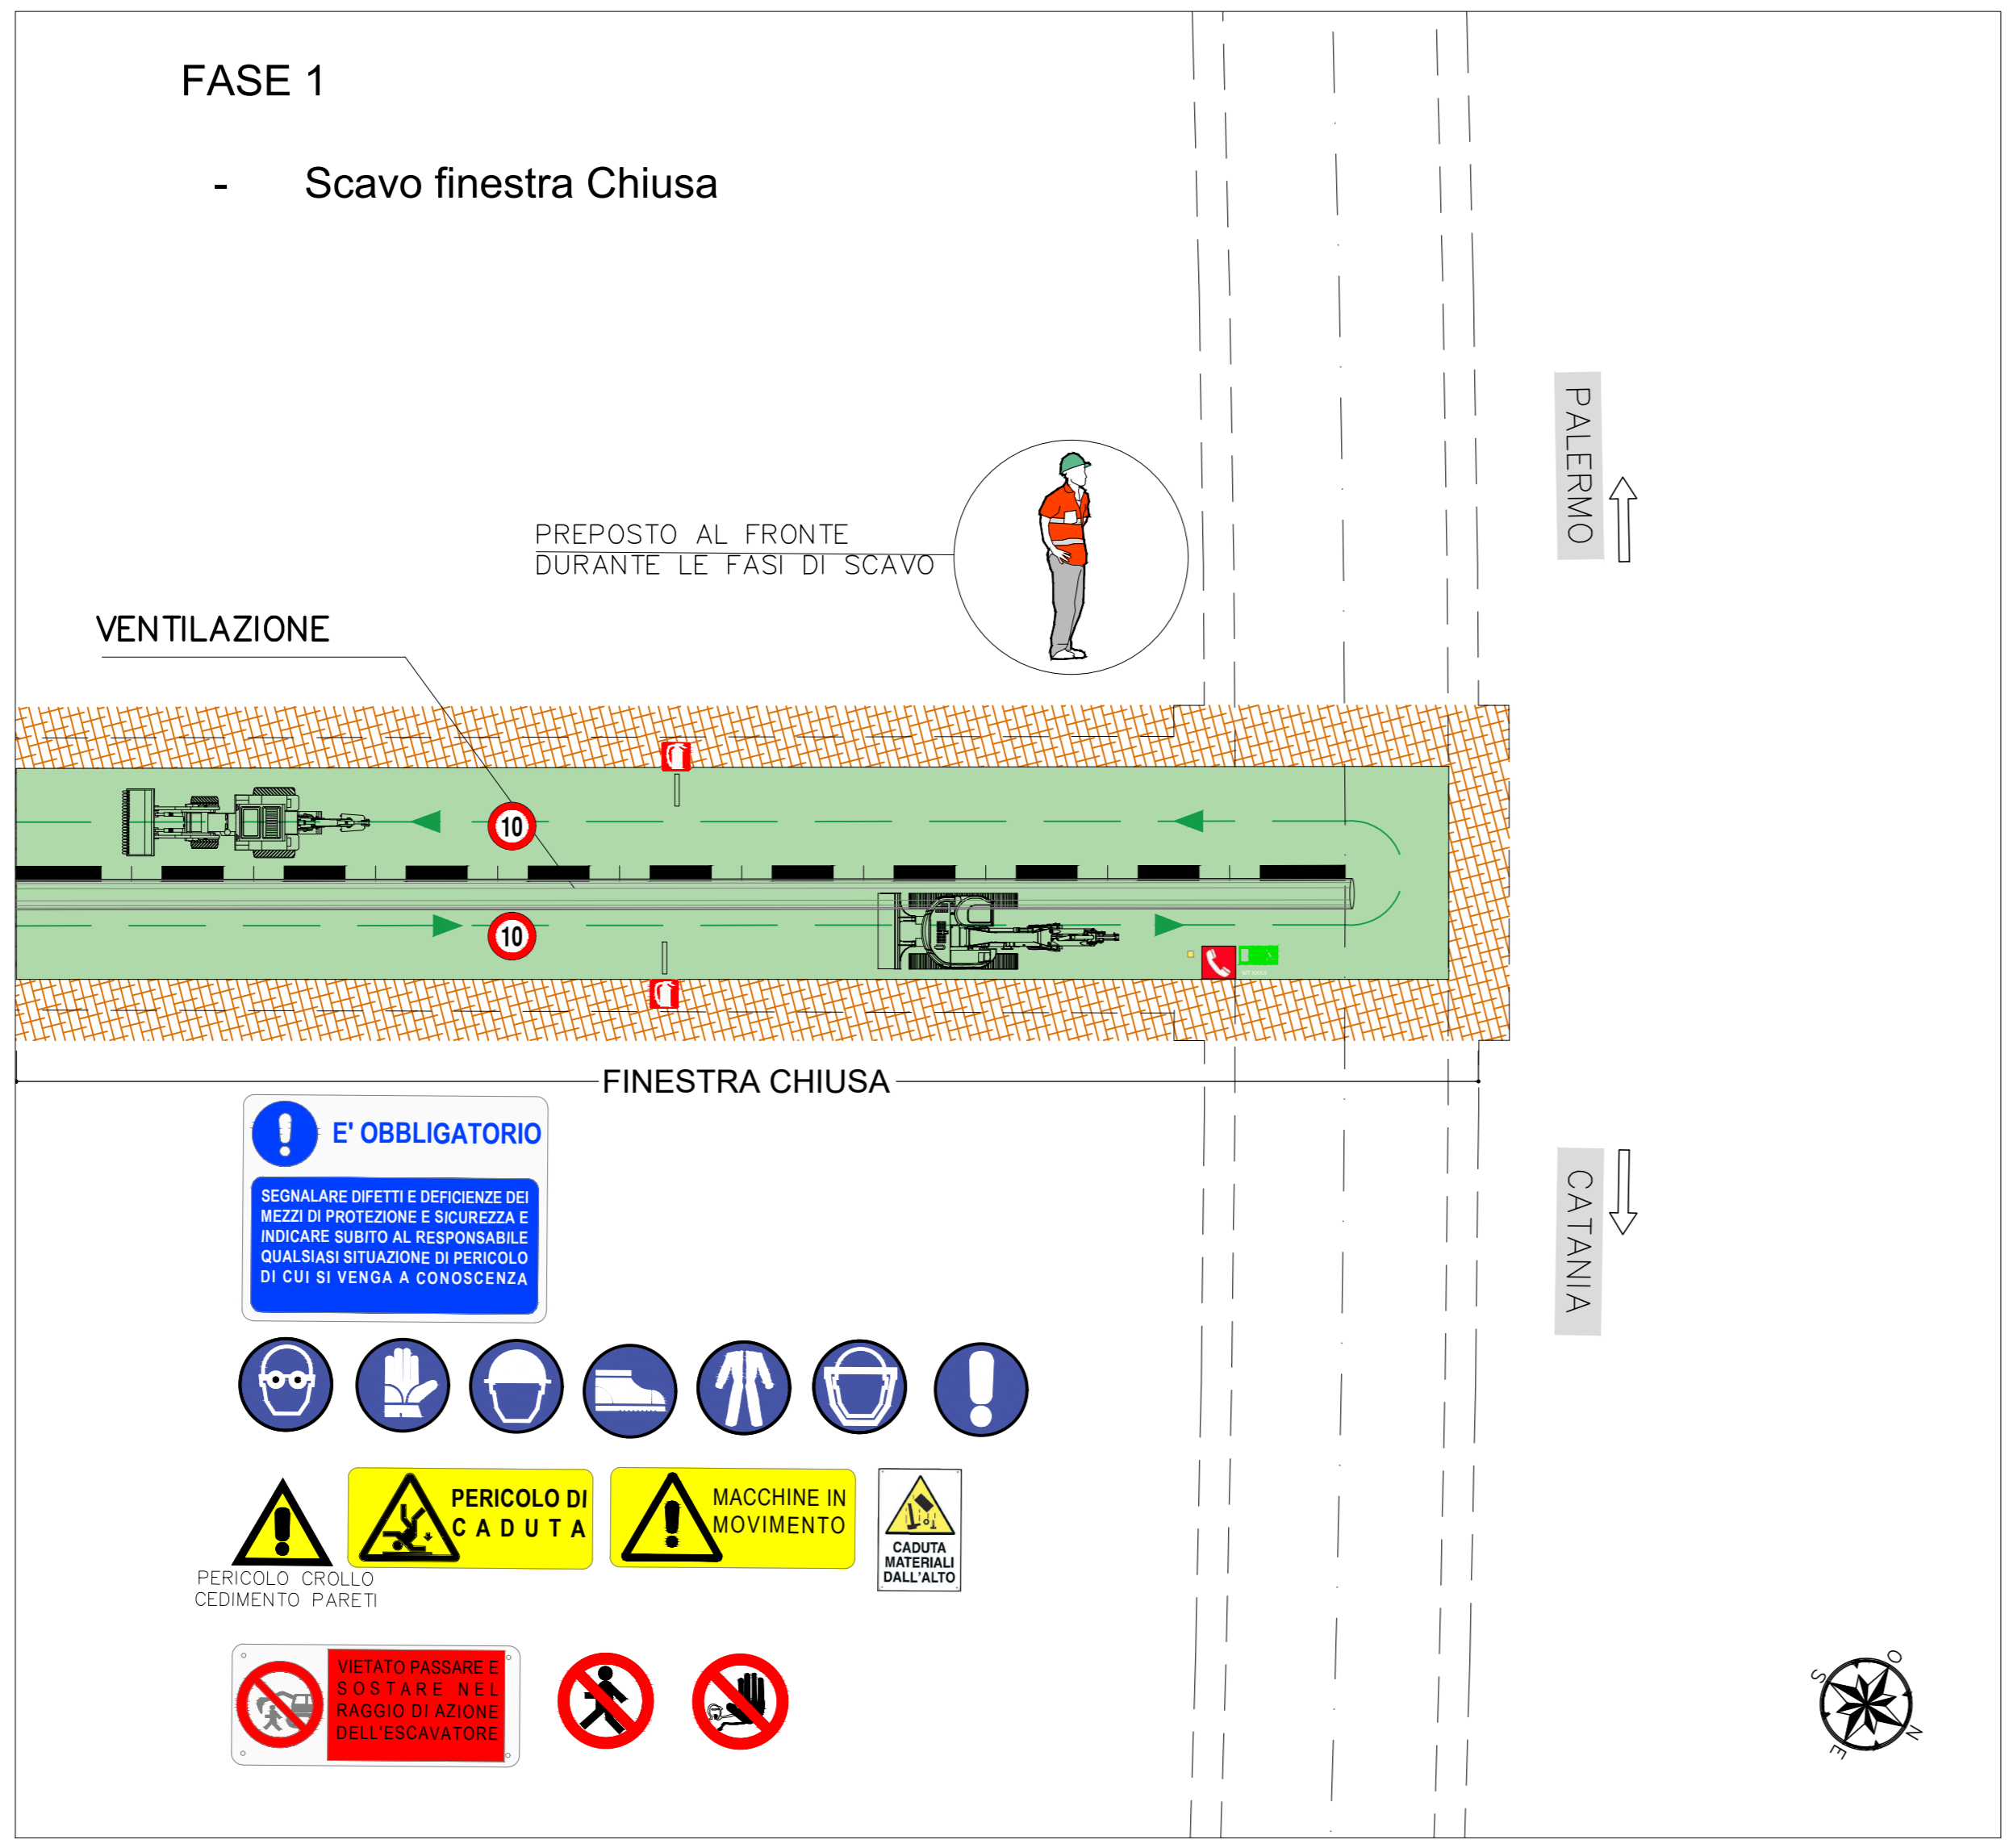 FASE 1
- Scavo finestra Chiusa
PALERMO
PREPOSTO AL FRONTE
DURANTE LE FASI DI SCAVO
VENTILAZIONE
10
10
FINESTRA CHIUSA
CATANIA
E' OBBLIGATORIO
SEGNALARE DIFETTI E DEFICIENZE DEI
MEZZI DI PROTEZIONE E SICUREZZA E
INDICARE SUBITO AL RESPONSABILE
QUALSIASI SITUAZIONE DI PERICOLO
DI CUI SI VENGA A CONOSCENZA
PERICOLO CROLLO
CEDIMENTO PARETI
PERICOLO DI
CADUTA
MACCHINE IN
MOVIMENTO
CADUTA
MATERIALI
DALL'ALTO
VIETATO PASSARE E
SOSTARE NEL
RAGGIO DI AZIONE
DELL'ESCAVATORE
S
O
E
N